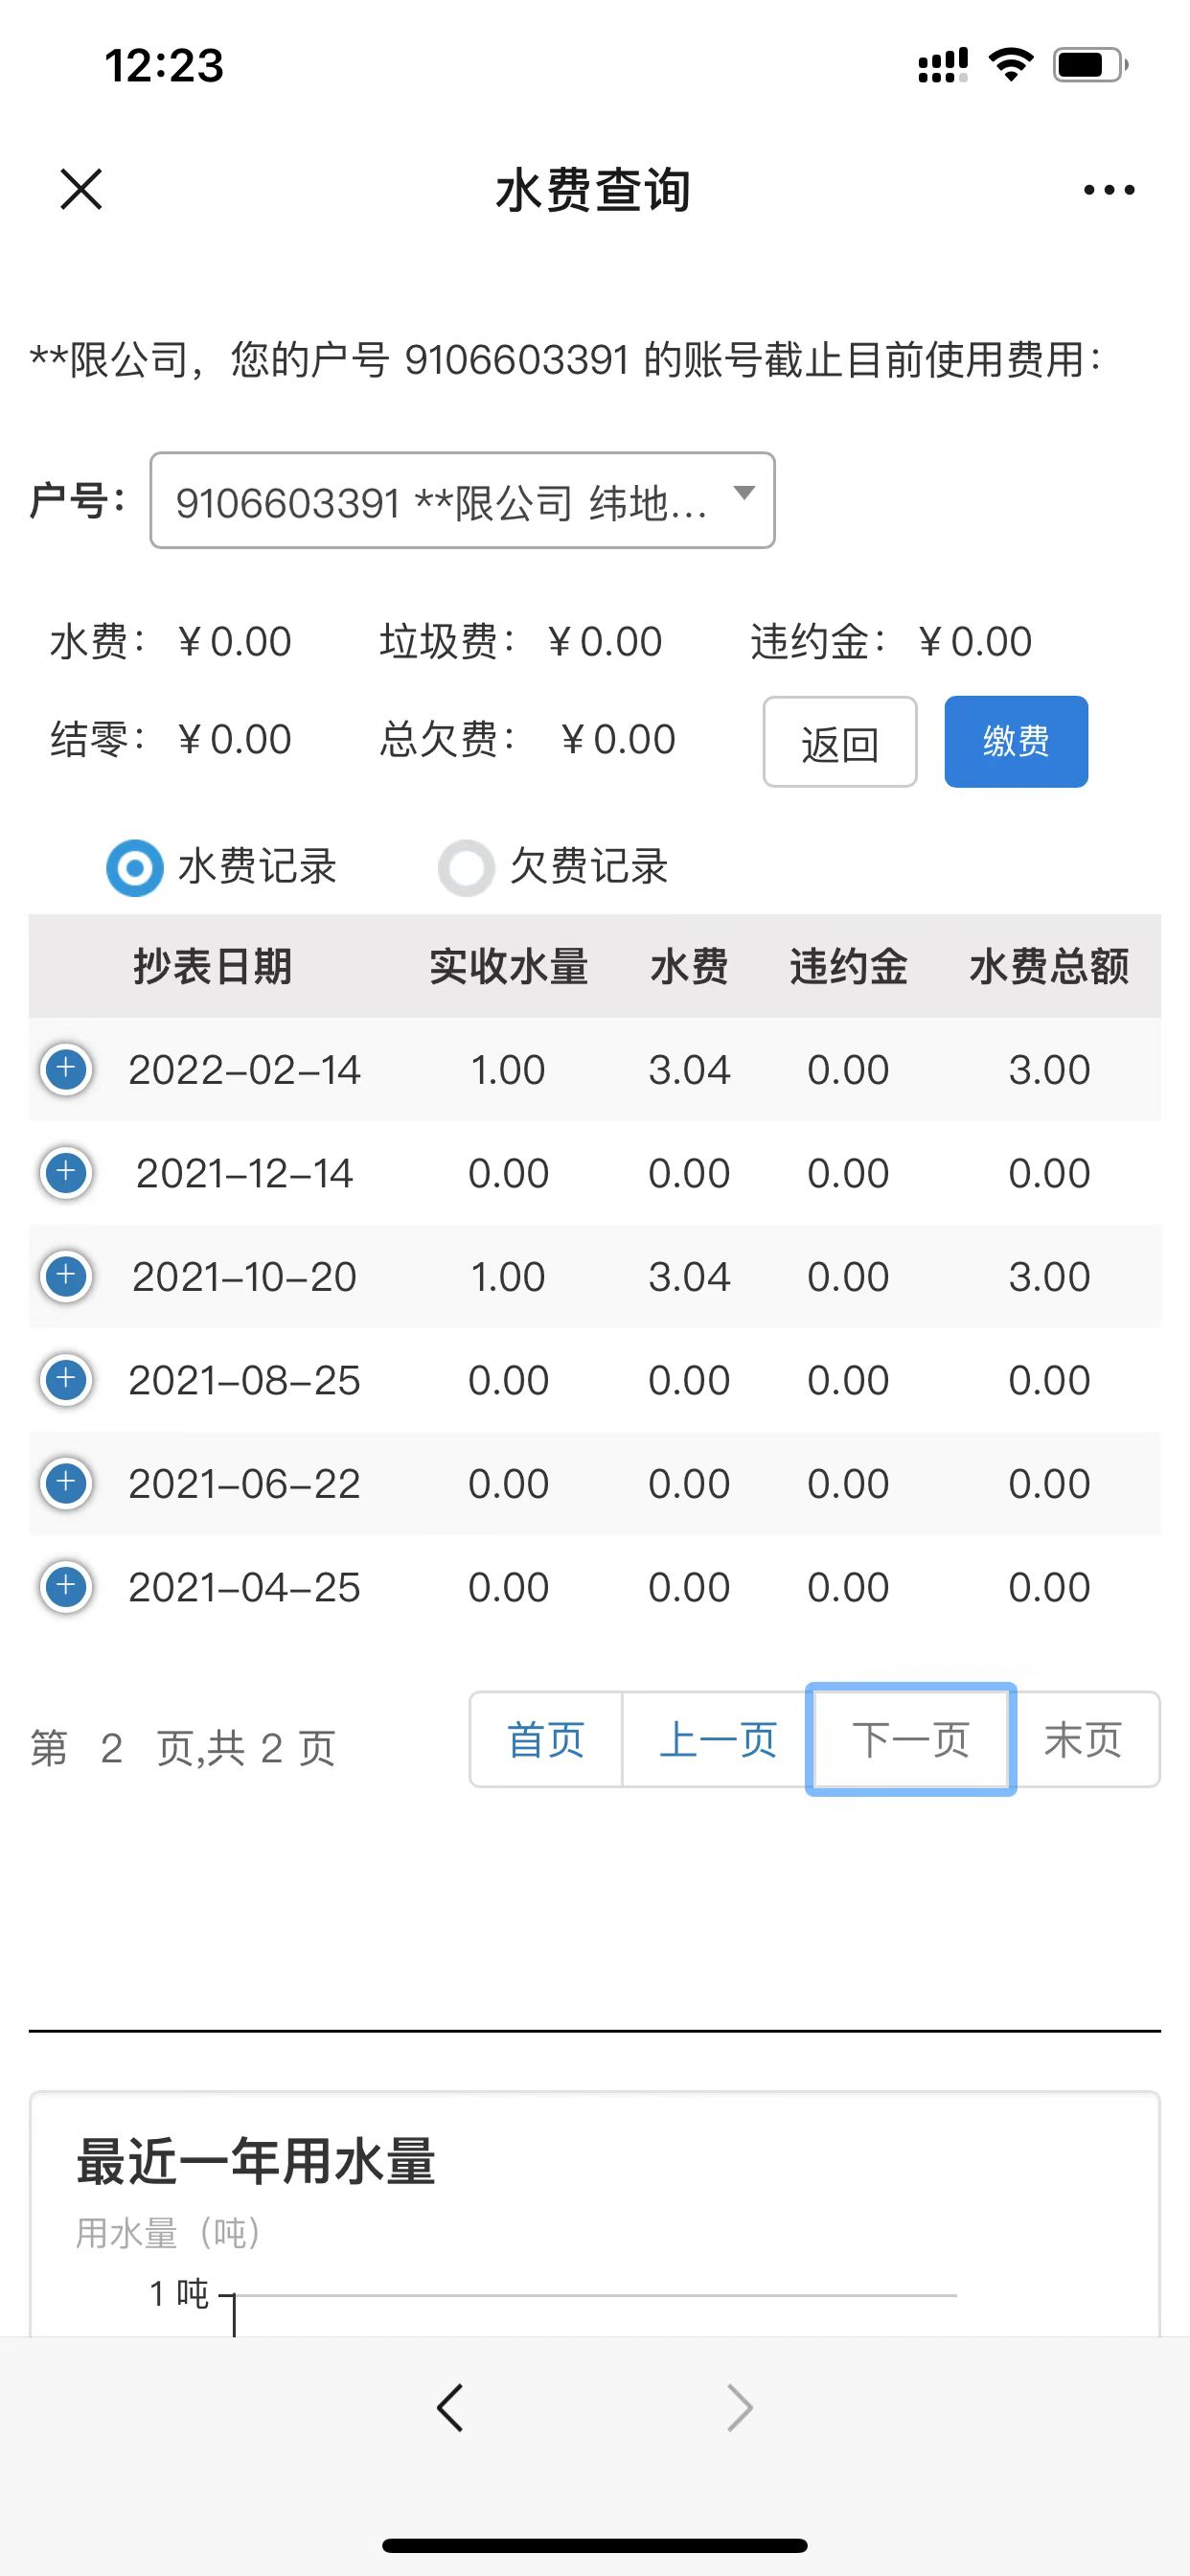 12:23
水费查询
**限公司，您的户号 9106603391 的账号截止目前使用费用：
户号： 9106603391 **限公司 纬地...
水费： ¥0.00 垃圾费： ¥0.00 违约金： ¥0.00
结零： ¥0.00 总欠费： ¥0.00 返回 缴费
水费记录 欠费记录
抄表日期 实收水量 水费 违约金 水费总额
2022-02-14 1.00 3.04 0.00 3.00
2021-12-14 0.00 0.00 0.00 0.00
2021-10-20 1.00 3.04 0.00 3.00
2021-08-25 0.00 0.00 0.00 0.00
2021-06-22 0.00 0.00 0.00 0.00
2021-04-25 0.00 0.00 0.00 0.00
第 2 页,共 2 页 首页 上一页 下一页 末页
最近一年用水量
用水量（吨）
1 吨